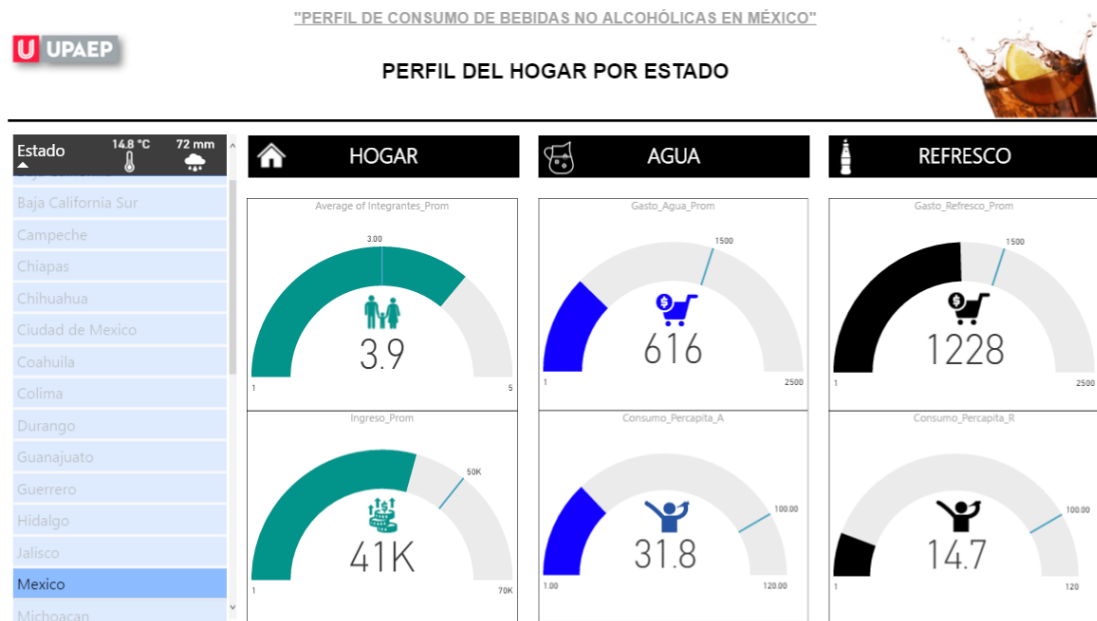 "PERFIL DE CONSUMO DE BEBIDAS NO ALCOHÓLICAS EN MÉXICO"
U UPAEP
PERFIL DEL HOGAR POR ESTADO
Estado
14.8 °C
72 mm
Baja California Sur
Campeche
Chiapas
Chihuahua
Ciudad de Mexico
Coahuila
Colima
Durango
Guanajuato
Guerrero
Hidalgo
Jalisco
Mexico
Michoacan
HOGAR
Average of Integrantes_Prom
3.00
3.9
1
5
Ingreso_Prom
50K
41K
1
70K
AGUA
Gasto_Agua_Prom
1500
$
616
1
2500
Consumo_Percapita_A
100.00
31.8
1.00
120.00
REFRESCO
Gasto_Refresco_Prom
1500
$
1228
1
2500
Consumo_Percapita_R
100.00
14.7
1
120